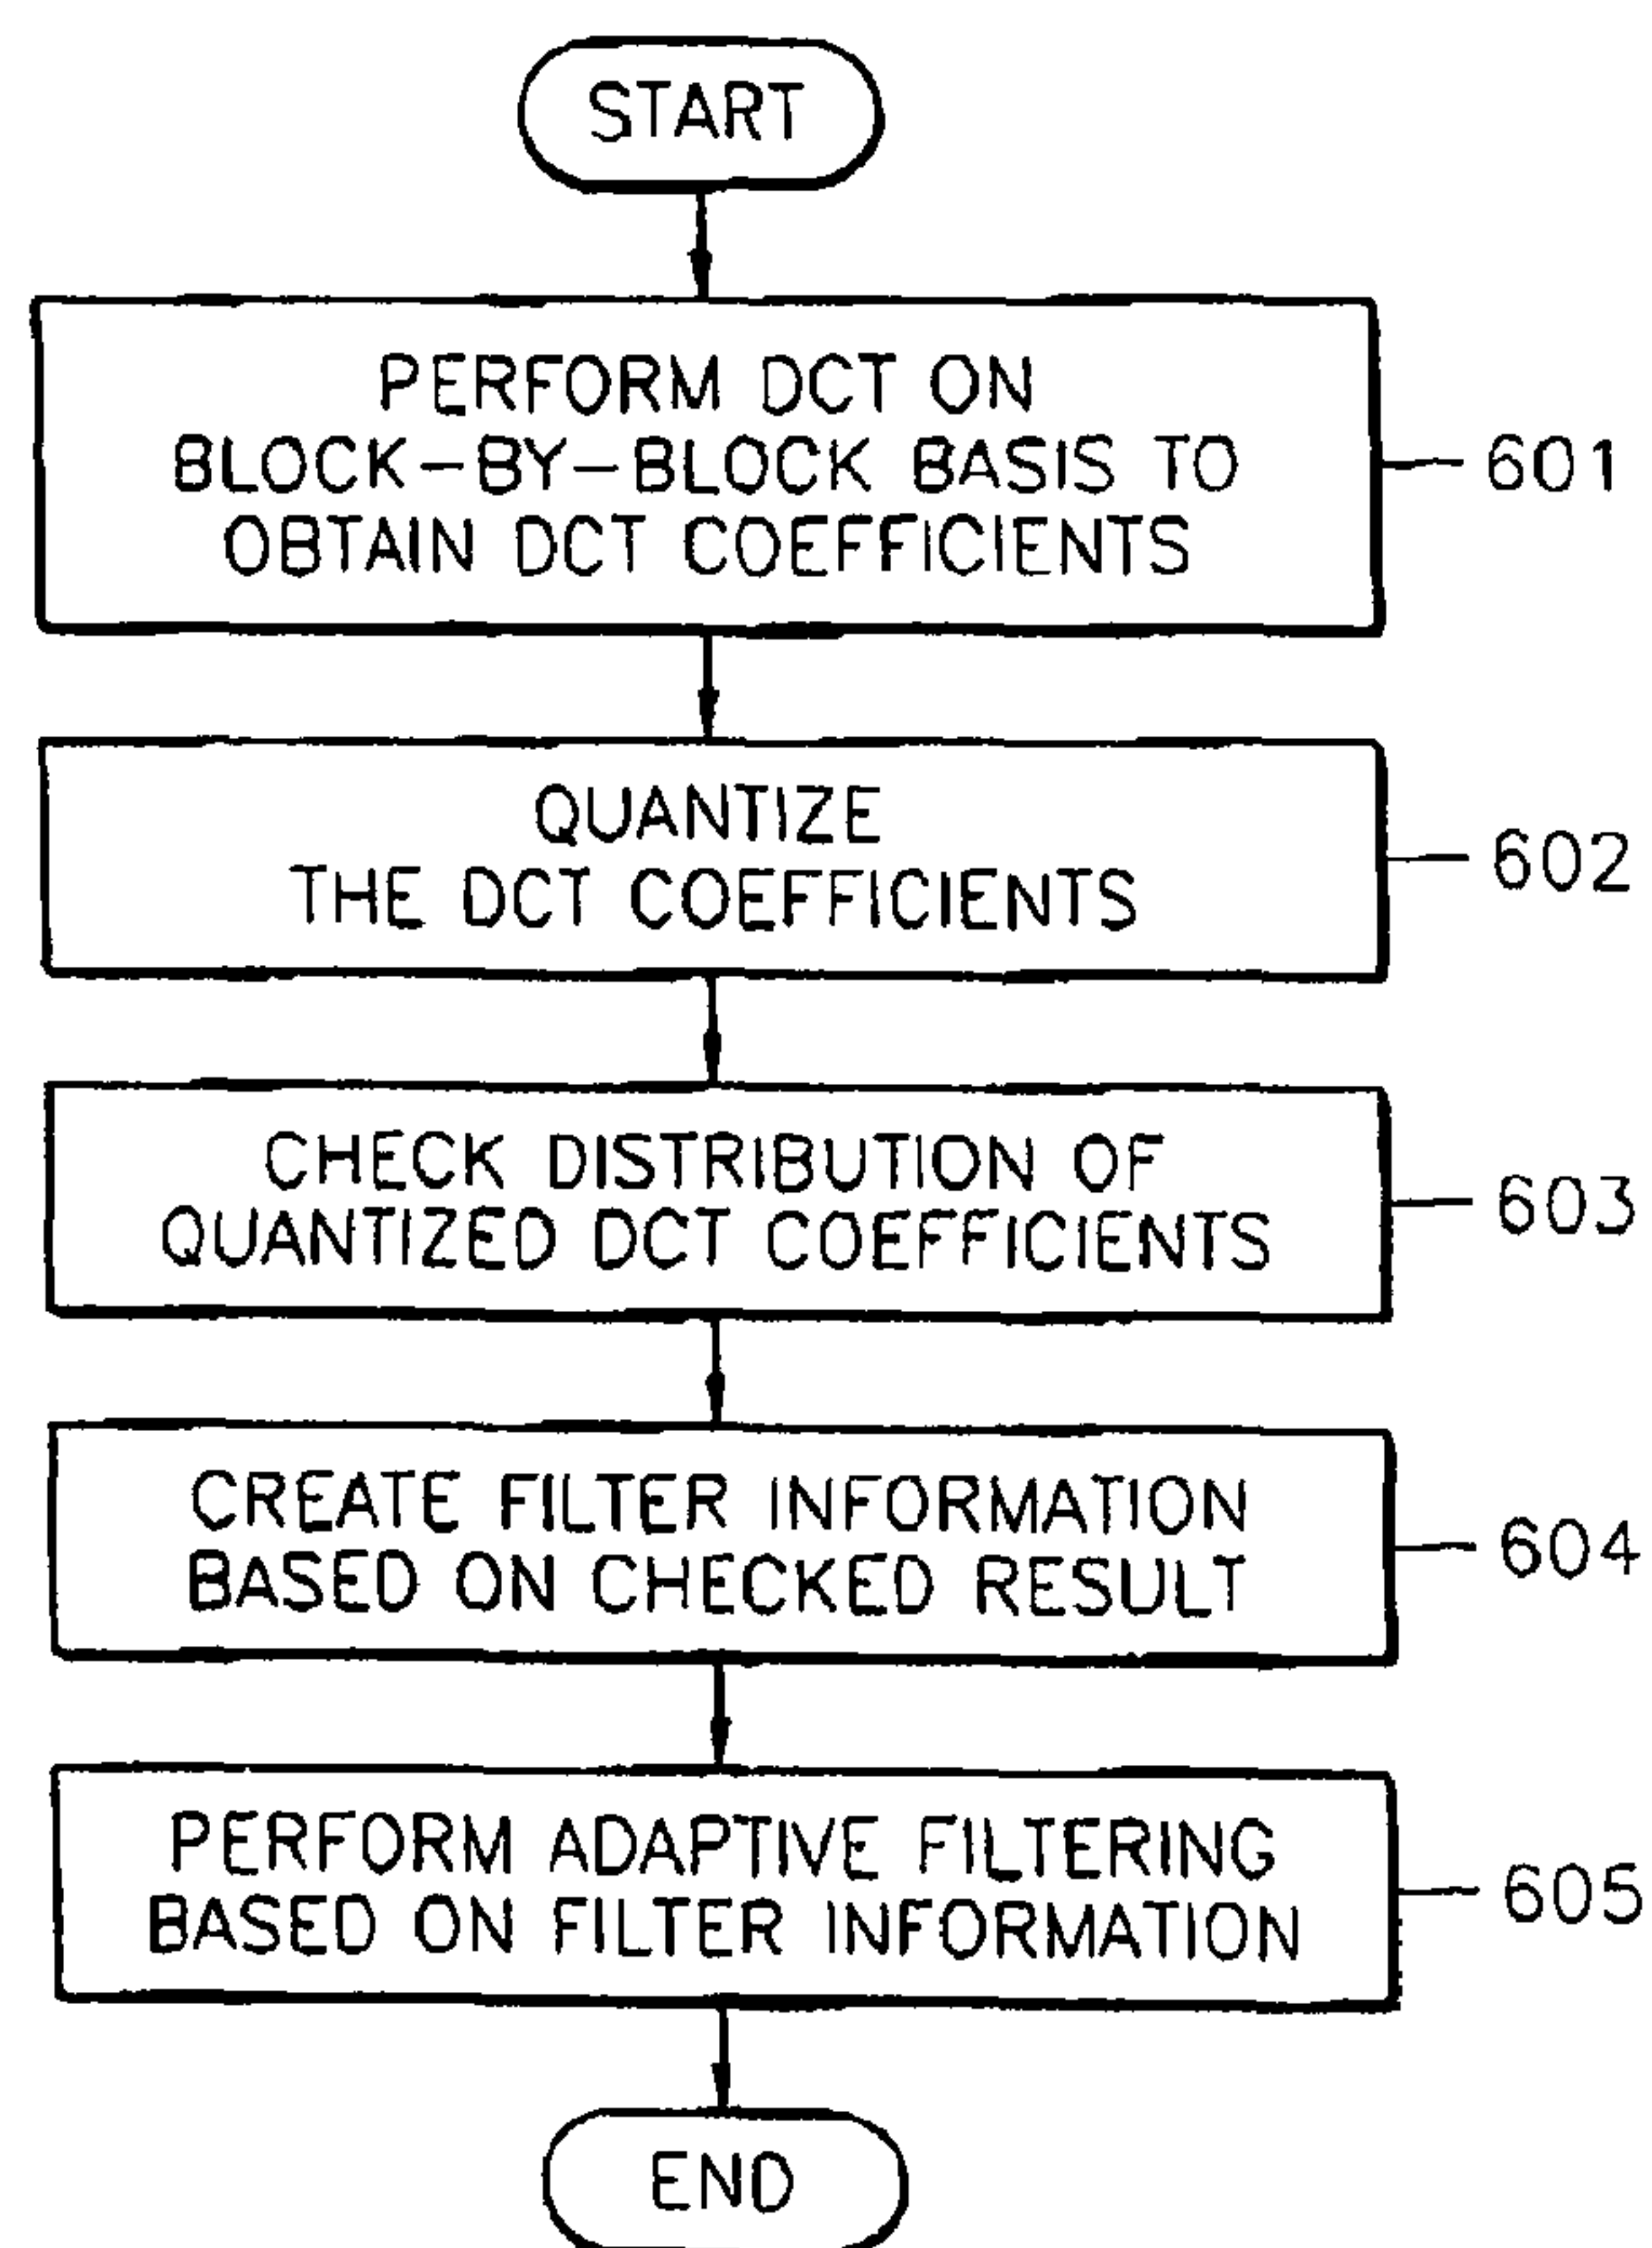 START
PERFORM DCT ON
BLOCK-BY-BLOCK BASIS TO
OBTAIN DCT COEFFICIENTS
601
QUANTIZE
THE DCT COEFFICIENTS
602
CHECK DISTRIBUTION OF
QUANTIZED DCT COEFFICIENTS
603
CREATE FILTER INFORMATION
BASED ON CHECKED RESULT
604
PERFORM ADAPTIVE FILTERING
BASED ON FILTER INFORMATION
605
END